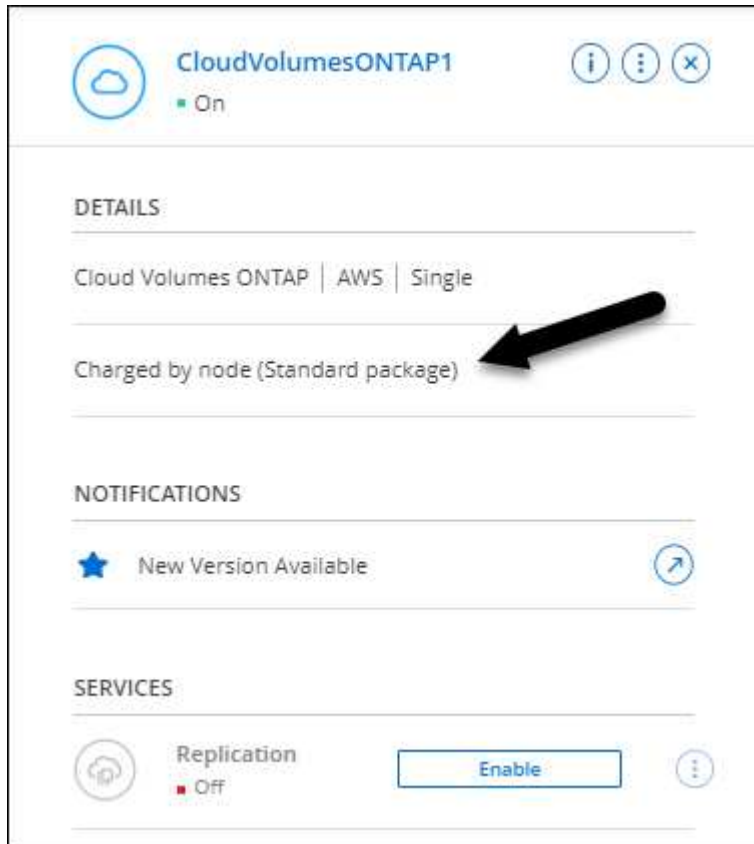 CloudVolumesONTAP1
On
DETAILS
Cloud Volumes ONTAP | AWS | Single
Charged by node (Standard package)
NOTIFICATIONS
New Version Available
SERVICES
Replication
Enable
Off